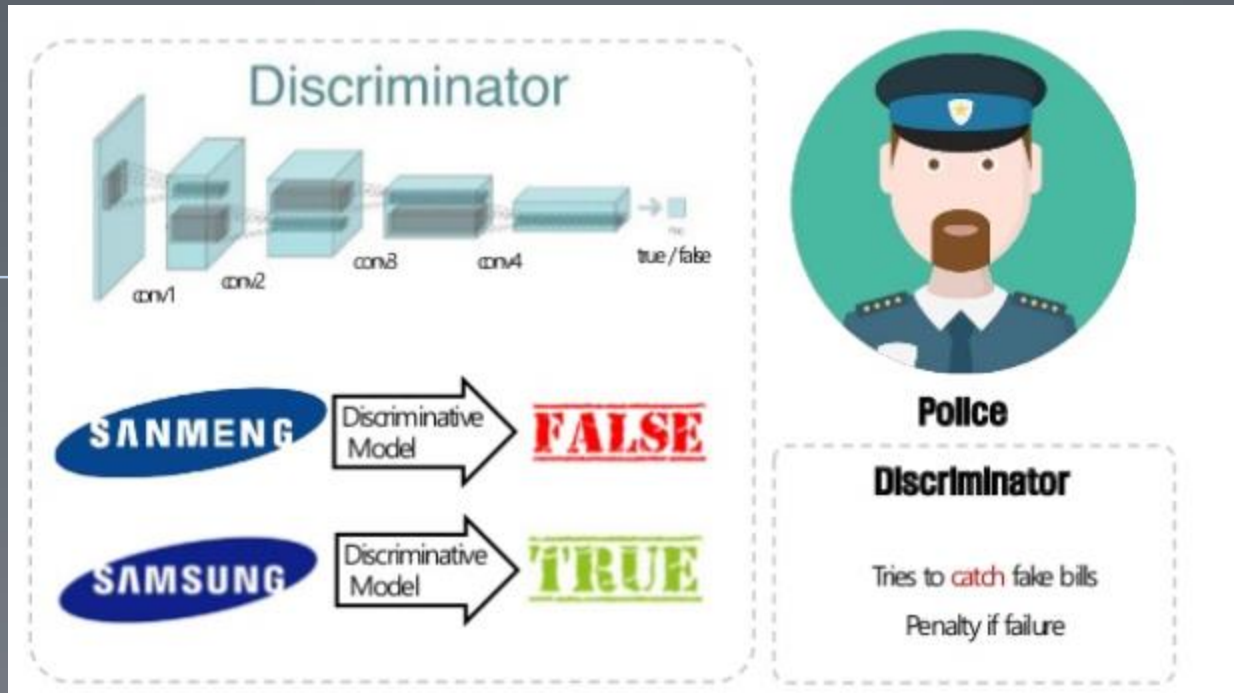 Discriminator
conv1
conv2
conv3
conv4
true / false
SANMENG
Discriminative
Model
FALSE
SAMSUNG
Discriminative
Model
TRUE
Police
Discriminator
Tries to catch fake bills
Penalty if failure